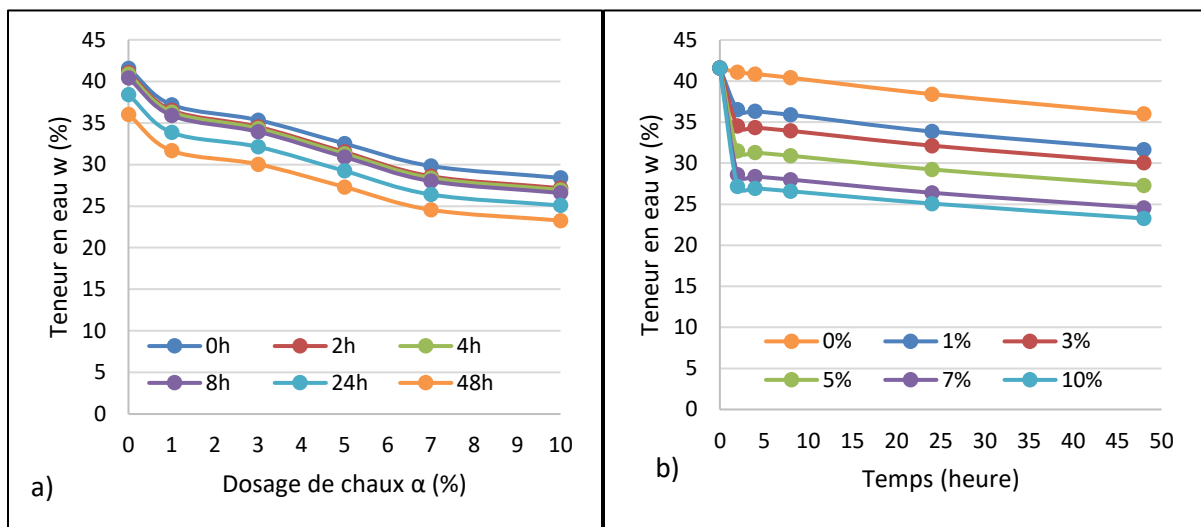 45
40
35
30
25
20
15
10
5
0
Teneur en eau w (%)
0h 2h 4h
8h 24h 48h
0 1 2 3 4 5 6 7 8 9 10
Dosage de chaux α (%)
a)
45
40
35
30
25
20
15
10
5
0
Teneur en eau w (%)
0% 1% 3%
5% 7% 10%
0 5 10 15 20 25 30 35 40 45 50
Temps (heure)
b)